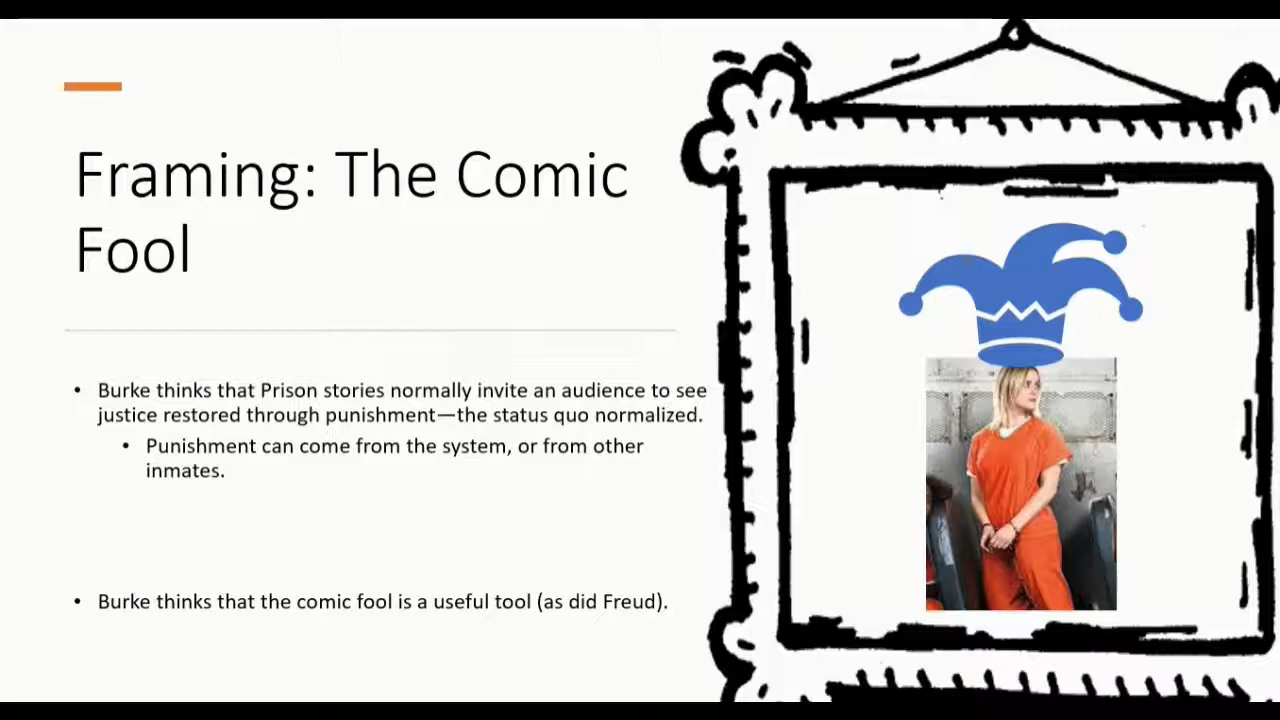 Framing: The Comic
Fool
• Burke thinks that Prison stories normally invite an audience to see
justice restored through punishment—the status quo normalized.
• Punishment can come from the system, or from other
inmates.
• Burke thinks that the comic fool is a useful tool (as did Freud).